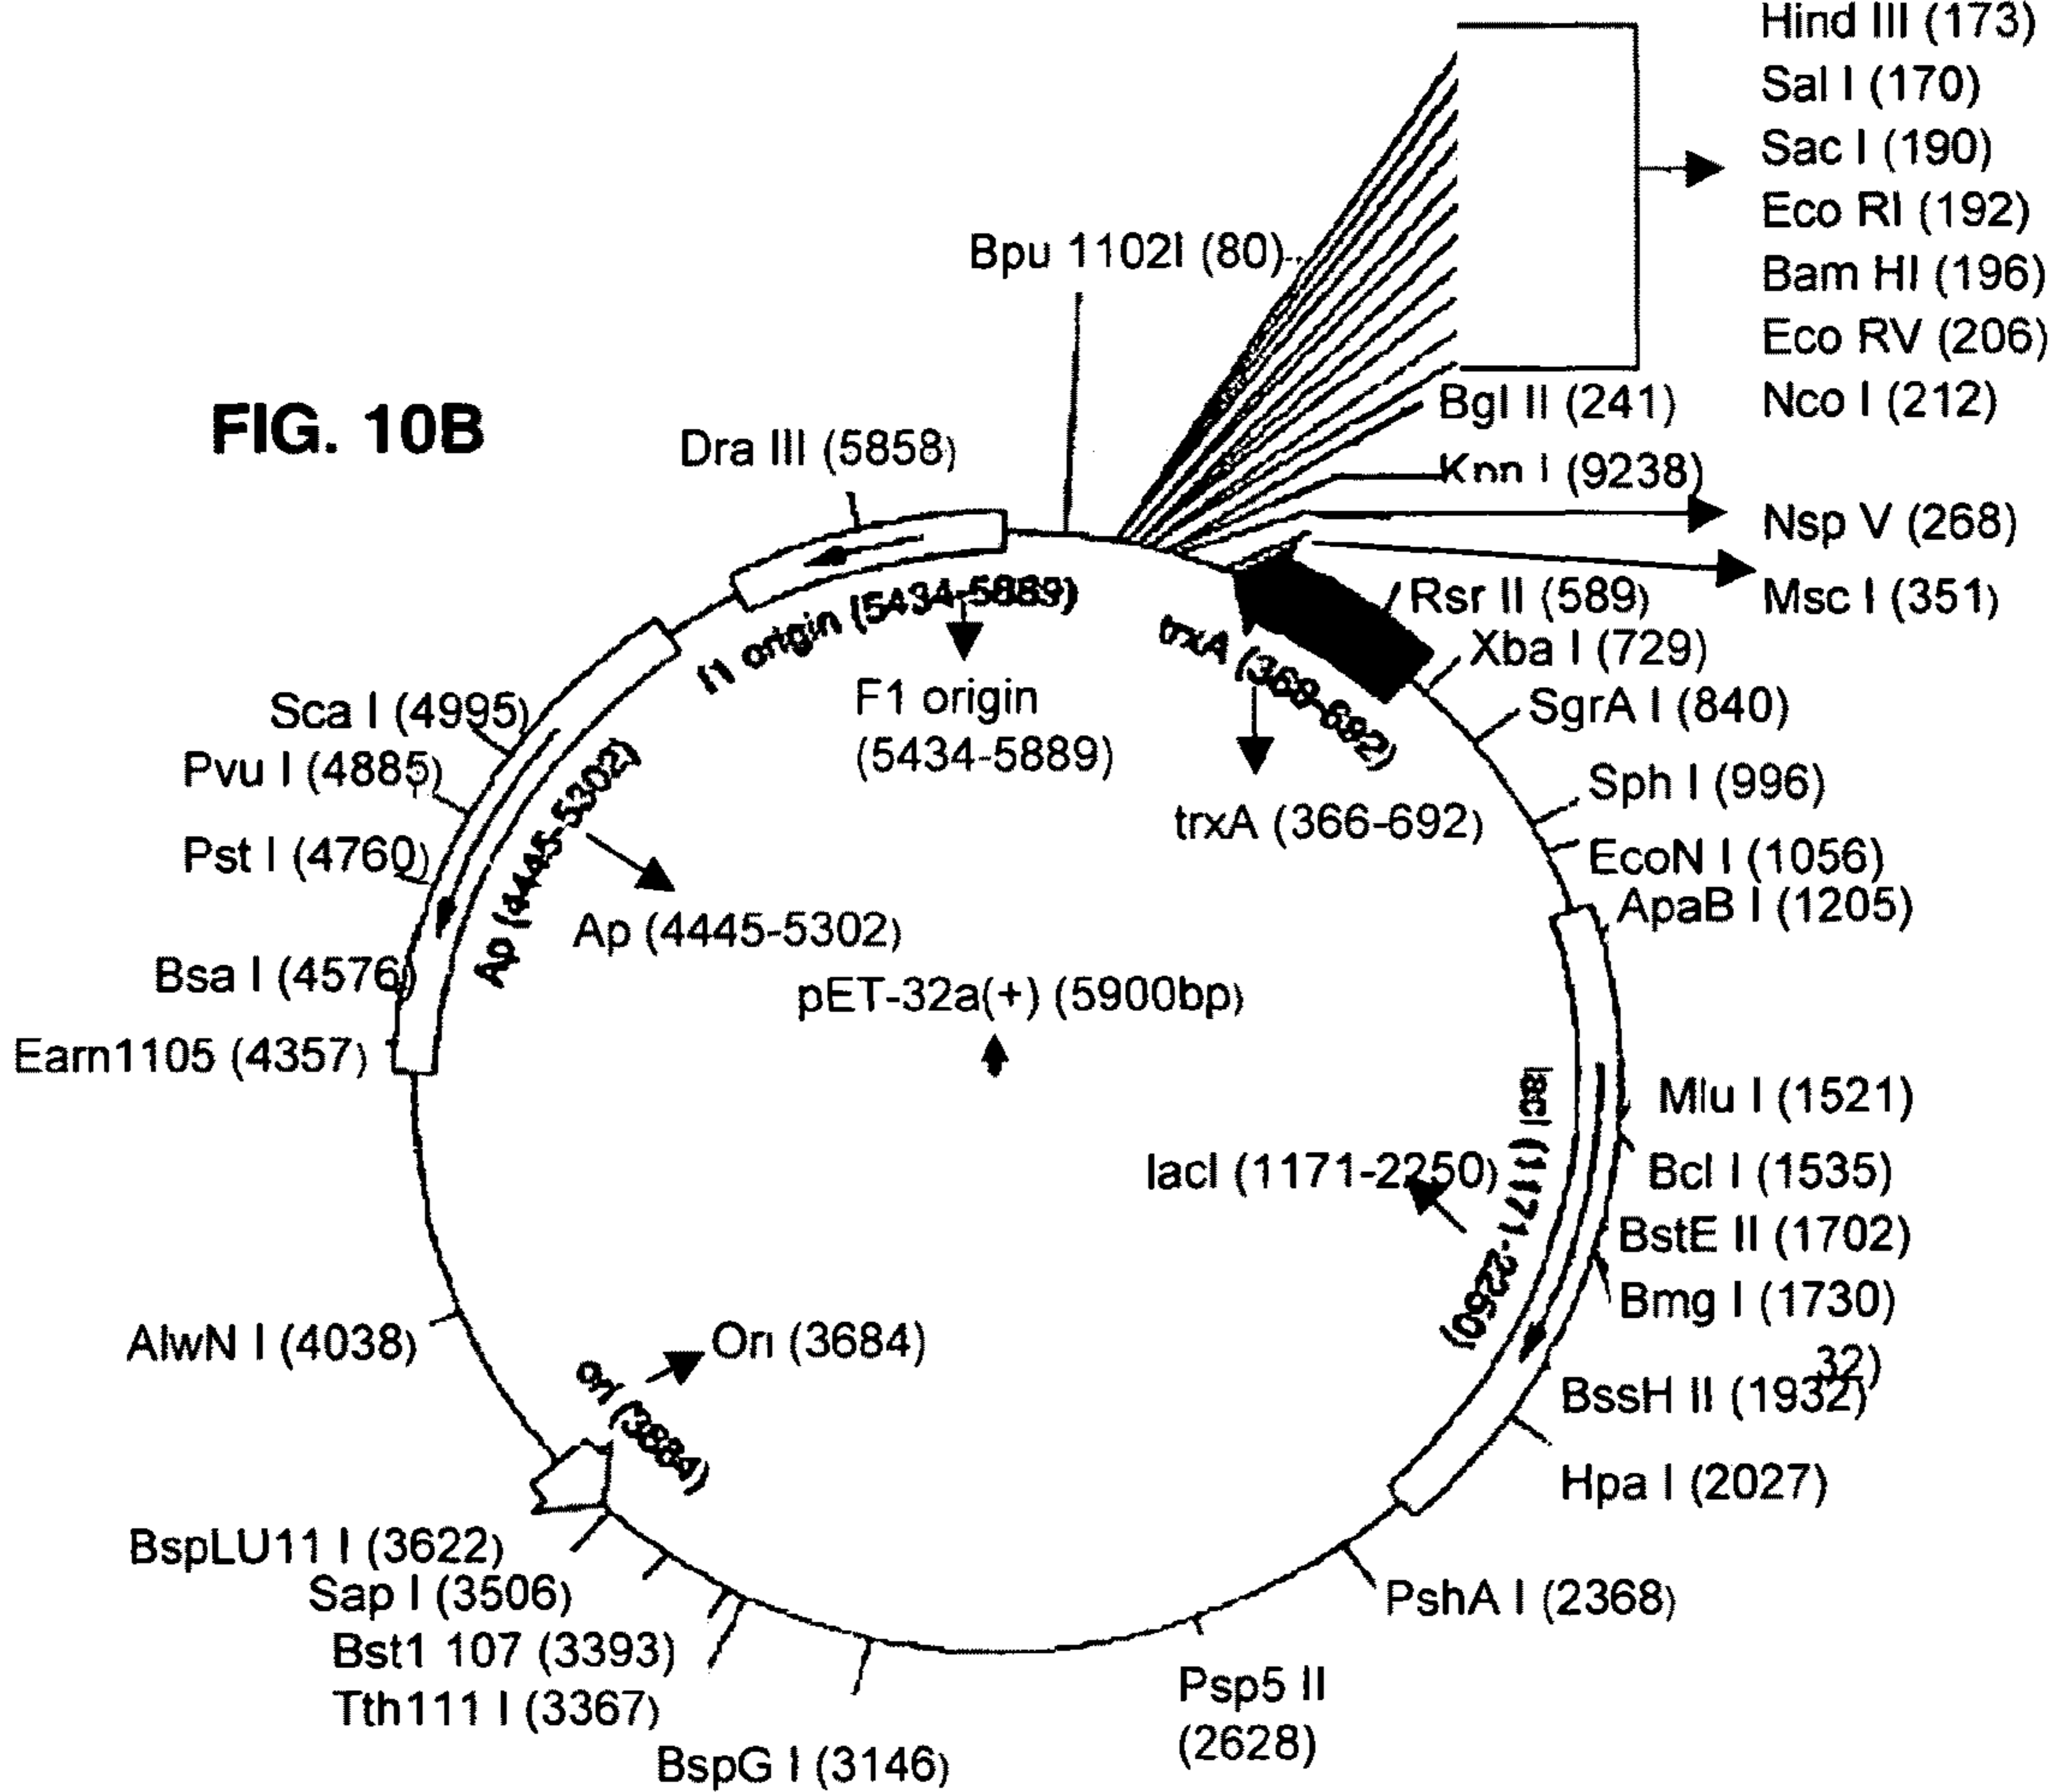 Hind III (173)
Sal I (170)
Sac I (190)
Eco RI (192)
Bam HI (196)
Eco RV (206)
Nco I (212)
Bpu 1102I (80)
Bgl II (241)
FIG. 10B
Dra III (5858)
Kpn I (9238)
Nsp V (268)
Msc I (351)
Rsr II (589)
Xba I (729)
SgrA I (840)
f1 origin (5434-5889)
F1 origin
(5434-5889)
trxA (366-692)
trxA (366-692)
Sca I (4995)
Pvu I (4885)
Pst I (4760)
Sph I (996)
EcoN I (1056)
ApaB I (1205)
Ap (4445-5302)
Ap (4445-5302)
Bsa I (4576)
pET-32a(+) (5900bp)
Earn1105 (4357)
Mlu I (1521)
lacI (1171-2250)
lacI (1171-2250)
Bcl I (1535)
BstE II (1702)
Bmg I (1730)
32)
BssH II (1932)
Hpa I (2027)
AlwN I (4038)
Ori (3684)
ori (3684)
BspLU11 I (3622)
Sap I (3506)
Bst1 107 (3393)
Tth111 I (3367)
BspG I (3146)
PshA I (2368)
Psp5 II
(2628)